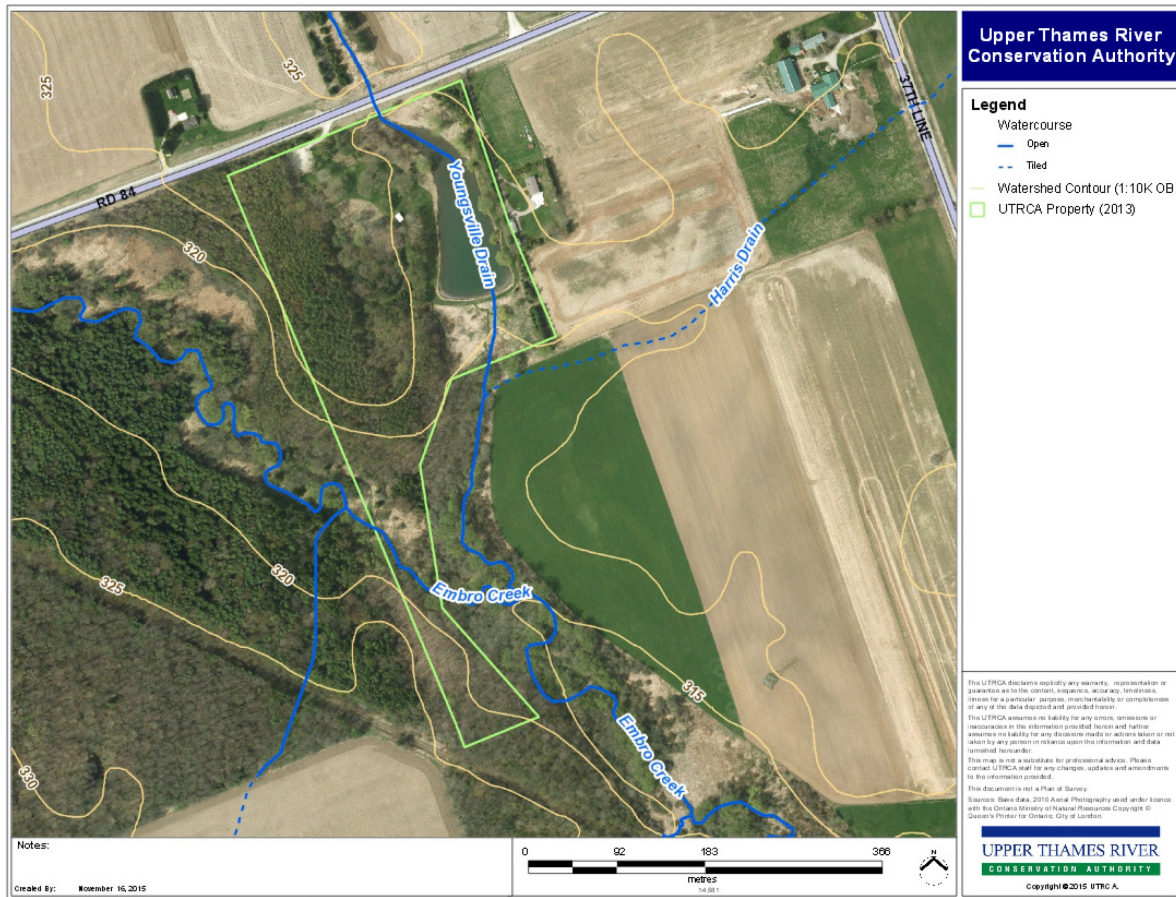 Upper Thames River
Conservation Authority
Legend
Watercourse
Open
Tiled
Watershed Contour (1:10K OB
UTRCA Property (2013)
325
325
RD 84
37TH LINE
Youngsville Drain
Harris Drain
320
320
325
330
315
Embro Creek
Embro Creek
The UTRCA disclaims explicitly any warranty, representation or
guarantee as to the content, sequence, accuracy, timeliness,
fitness for a particular purpose, merchantability or completeness
of any of the data depicted and provided herein.
The UTRCA assumes no liability for any errors, omissions or
inaccuracies in the information provided herein and further
assumes no liability for any decisions made or actions taken or not
taken by any person in reliance upon the information and data
furnished hereunder.
This map is not a substitute for professional advice. Please
contact UTRCA staff for any changes, updates and amendments
to the information provided.
This document is not a Plan of Survey.
Sources: Base data, 2010 Aerial Photography used under licence
with the Ontario Ministry of Natural Resources Copyright ©
Queen's Printer for Ontario; City of London.
UPPER THAMES RIVER
CONSERVATION AUTHORITY
Copyright © 2015 UTRCA.
Notes:
Created By: November 16, 2015
0 92 183 366
metres
1:4,581
N